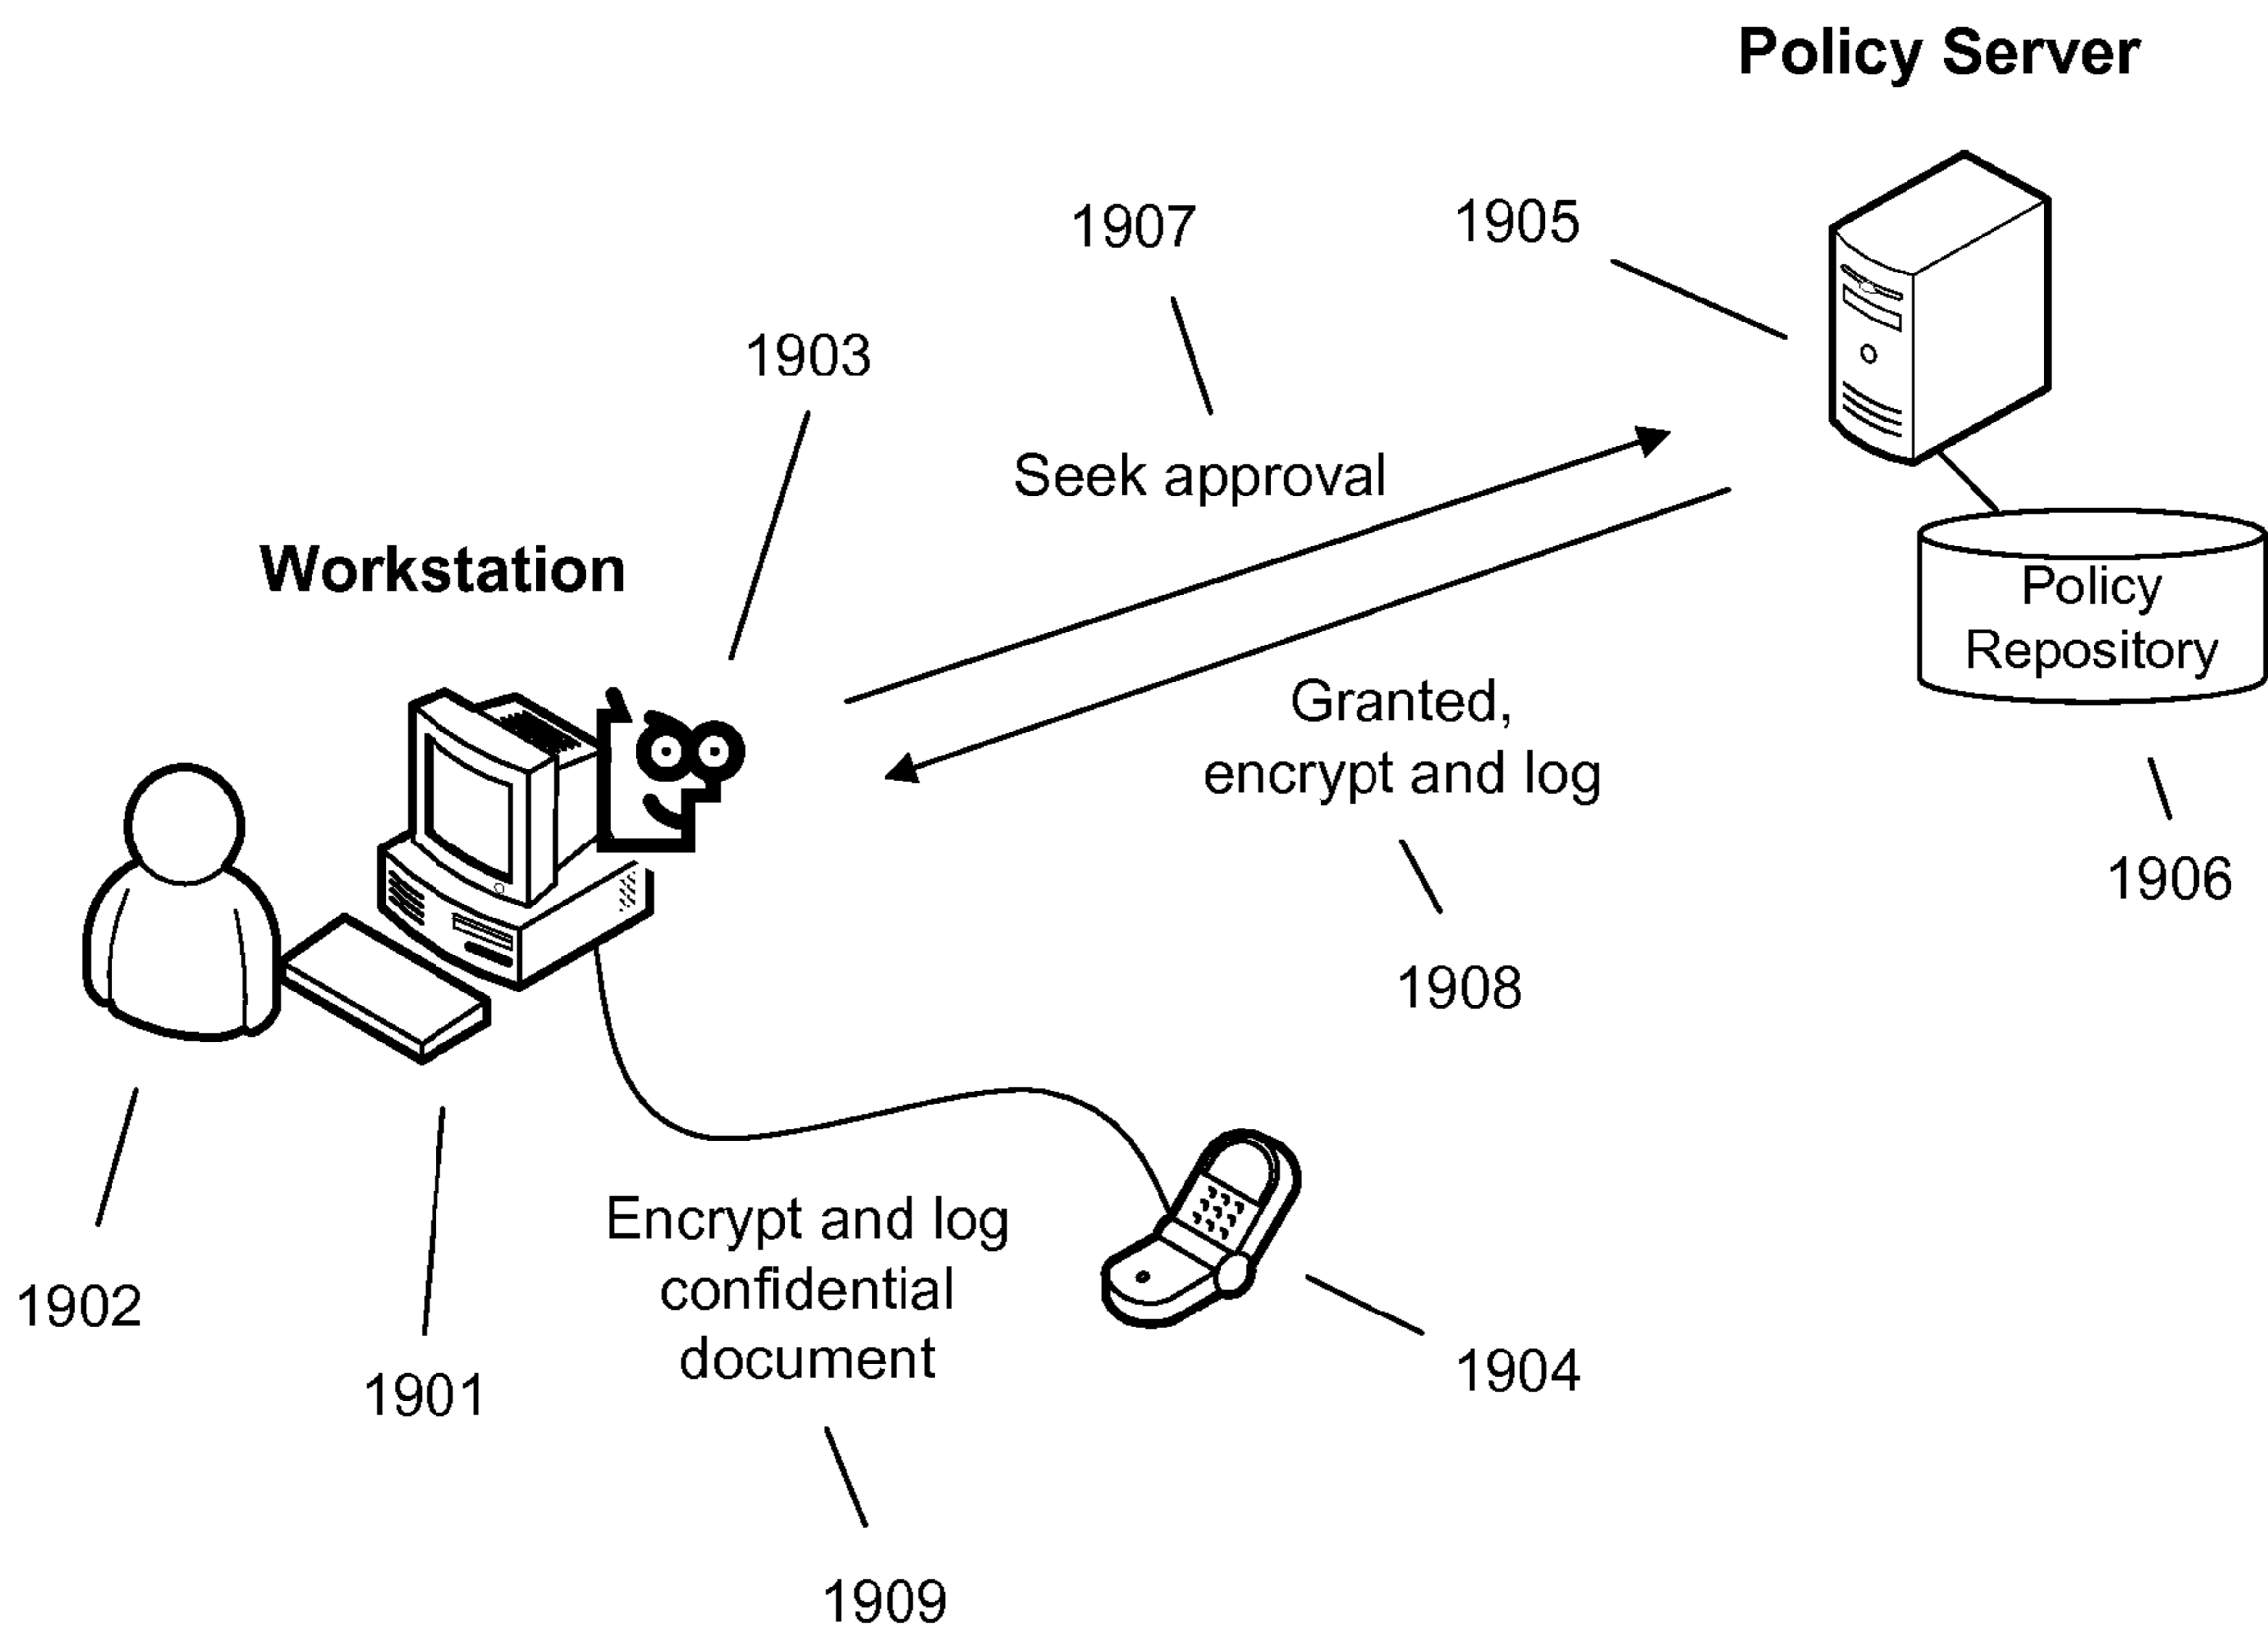 Policy Server
1907
1905
1903
Seek approval
Workstation
Policy
Repository
Granted,
encrypt and log
1906
1908
Encrypt and log
confidential
document
1902
1901
1904
1909